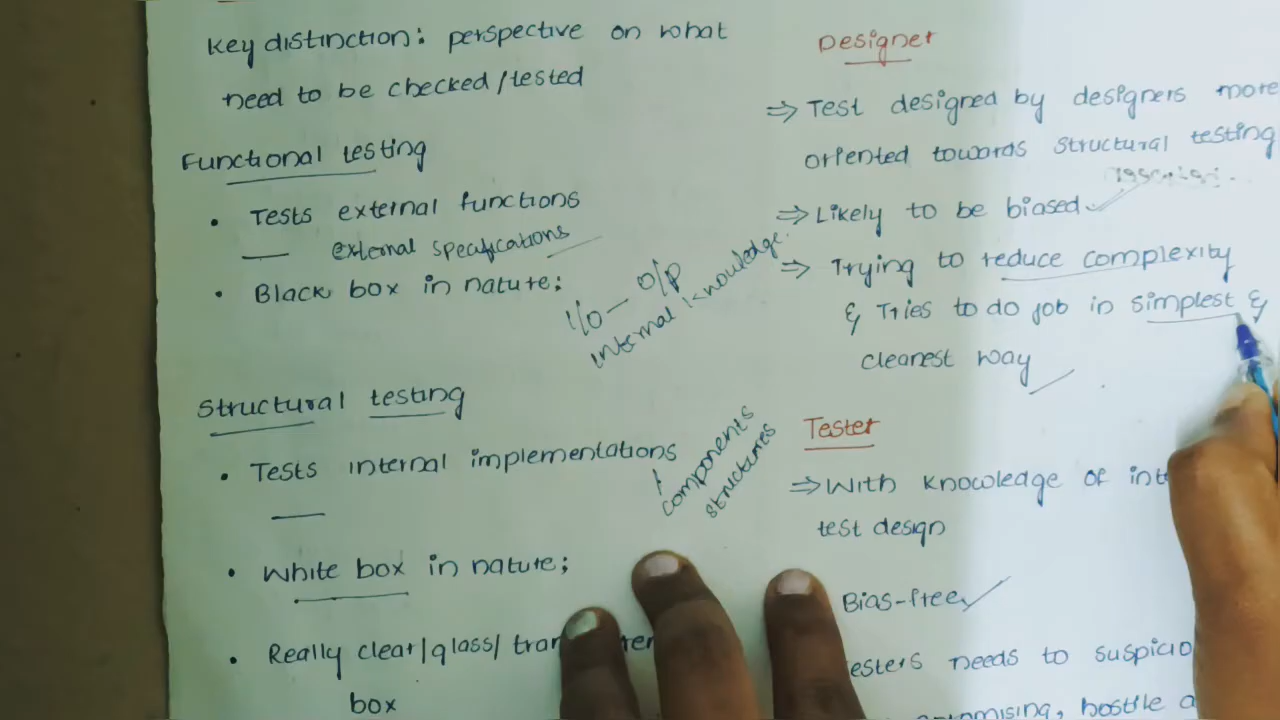 Key distinction: perspective on what
need to be checked/tested
Functional testing
• Tests external functions
external specifications
• Black box in nature;
i/o — o/p
internal knowledge.
Structural testing
• Tests internal implementations
components
structures
• White box in nature;
• Really clear/glass/
box
Designer
⇒ Test designed by designers more
oriented towards structural testing
⇒ Likely to be biased
⇒ Trying to reduce complexity
& Tries to do job in simplest &
cleanest way
Tester
⇒ With knowledge of
test design
Bias-free
needs to
hostile